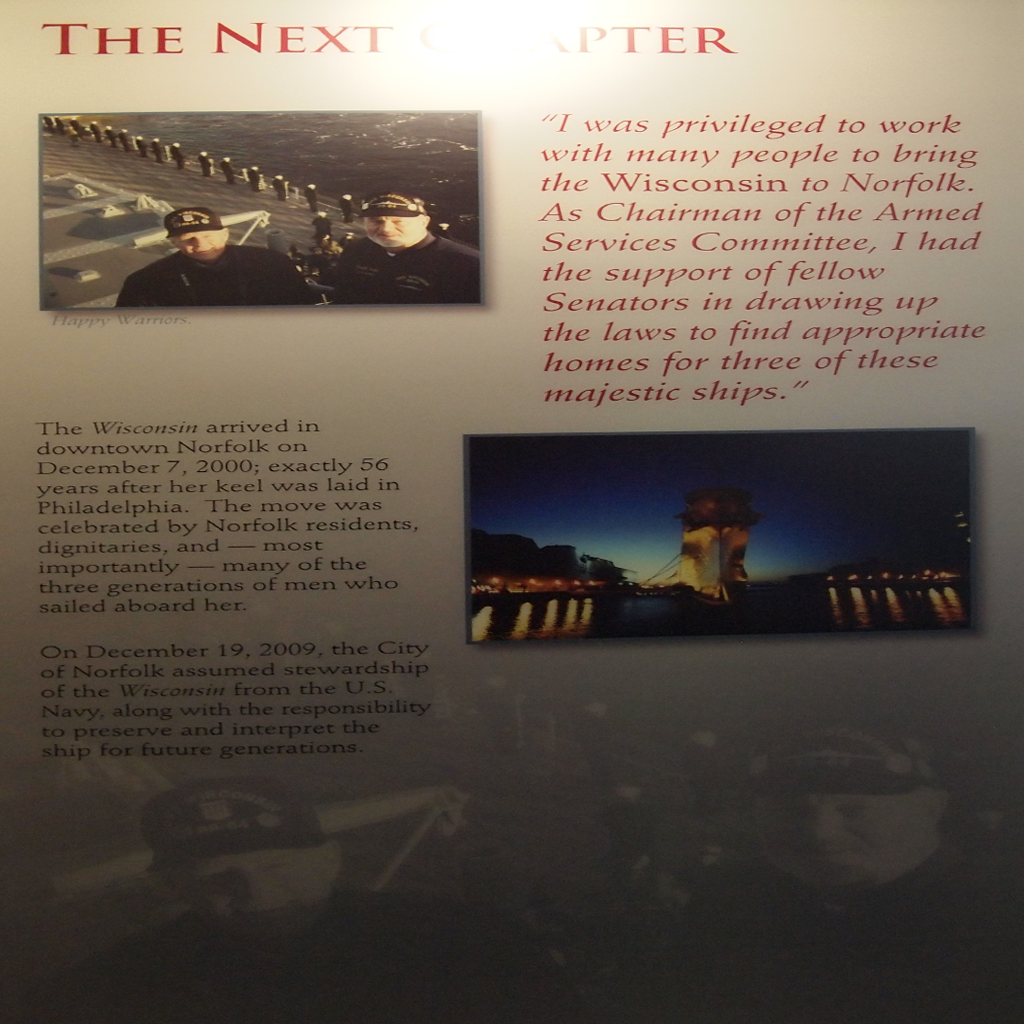 THE NEXT CHAPTER
"I was privileged to work
with many people to bring
the Wisconsin to Norfolk.
As Chairman of the Armed
Services Committee, I had
the support of fellow
Senators in drawing up
the laws to find appropriate
homes for three of these
majestic ships."
Happy Warriors.
The Wisconsin arrived in
downtown Norfolk on
December 7, 2000; exactly 56
years after her keel was laid in
Philadelphia. The move was
celebrated by Norfolk residents,
dignitaries, and — most
importantly — many of the
three generations of men who
sailed aboard her.
On December 19, 2009, the City
of Norfolk assumed stewardship
of the Wisconsin from the U.S.
Navy, along with the responsibility
to preserve and interpret the
ship for future generations.